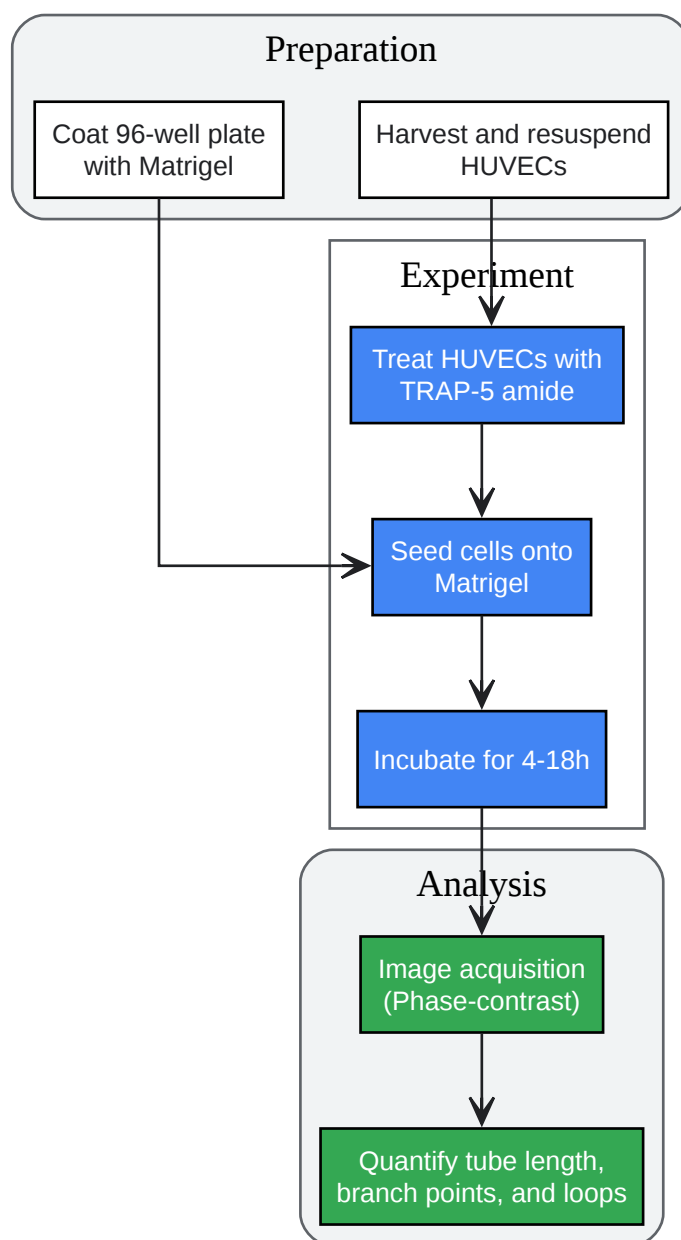 Preparation
Coat 96-well plate
with Matrigel
Harvest and resuspend
HUVECs
Experiment
Treat HUVECs with
TRAP-5 amide
Seed cells onto
Matrigel
Incubate for 4-18h
Analysis
Image acquisition
(Phase-contrast)
Quantify tube length,
branch points, and loops